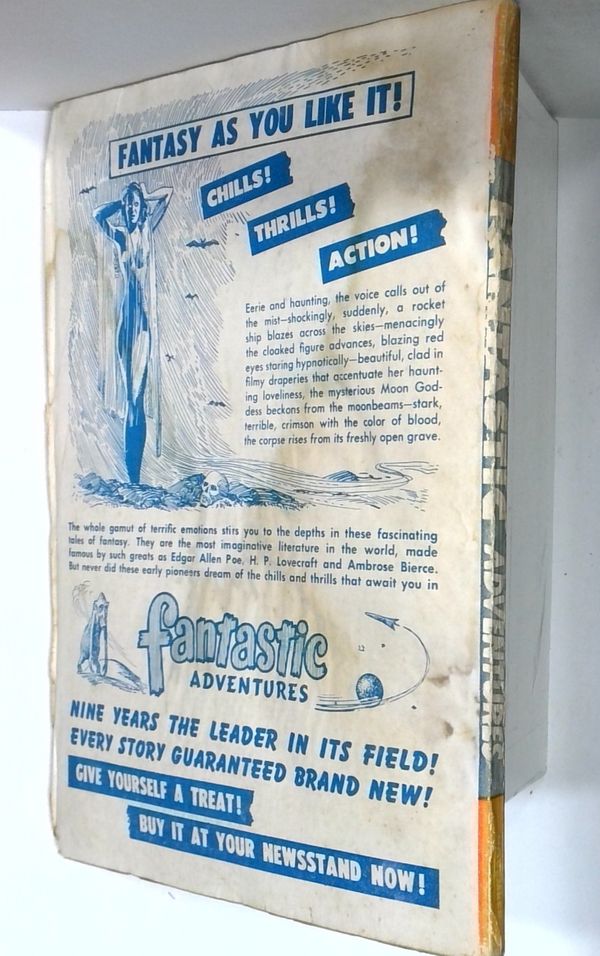 FANTASY AS YOU LIKE IT!
CHILLS!
THRILLS!
ACTION!
Eerie and haunting, the voice calls out of
the mist—shockingly, suddenly, a rocket
ship blazes across the skies—menacingly
the cloaked figure advances, blazing red
eyes staring hypnotically—beautiful, clad in
filmy draperies that accentuate her haunt-
ing loveliness, the mysterious Moon God-
dess beckons from the moonbeams—stark,
terrible, crimson with the color of blood,
the corpse rises from its freshly open grave.
The whole gamut of terrific emotions stirs you to the depths in these fascinating
tales of fantasy. They are the most imaginative literature in the world, made
famous by such greats as Edgar Allen Poe, H. P. Lovecraft and Ambrose Bierce.
But never did these early pioneers dream of the chills and thrills that await you in
fantastic
ADVENTURES
NINE YEARS THE LEADER IN ITS FIELD!
EVERY STORY GUARANTEED BRAND NEW!
GIVE YOURSELF A TREAT!
BUY IT AT YOUR NEWSSTAND NOW!
FANTASTIC ADVENTURES